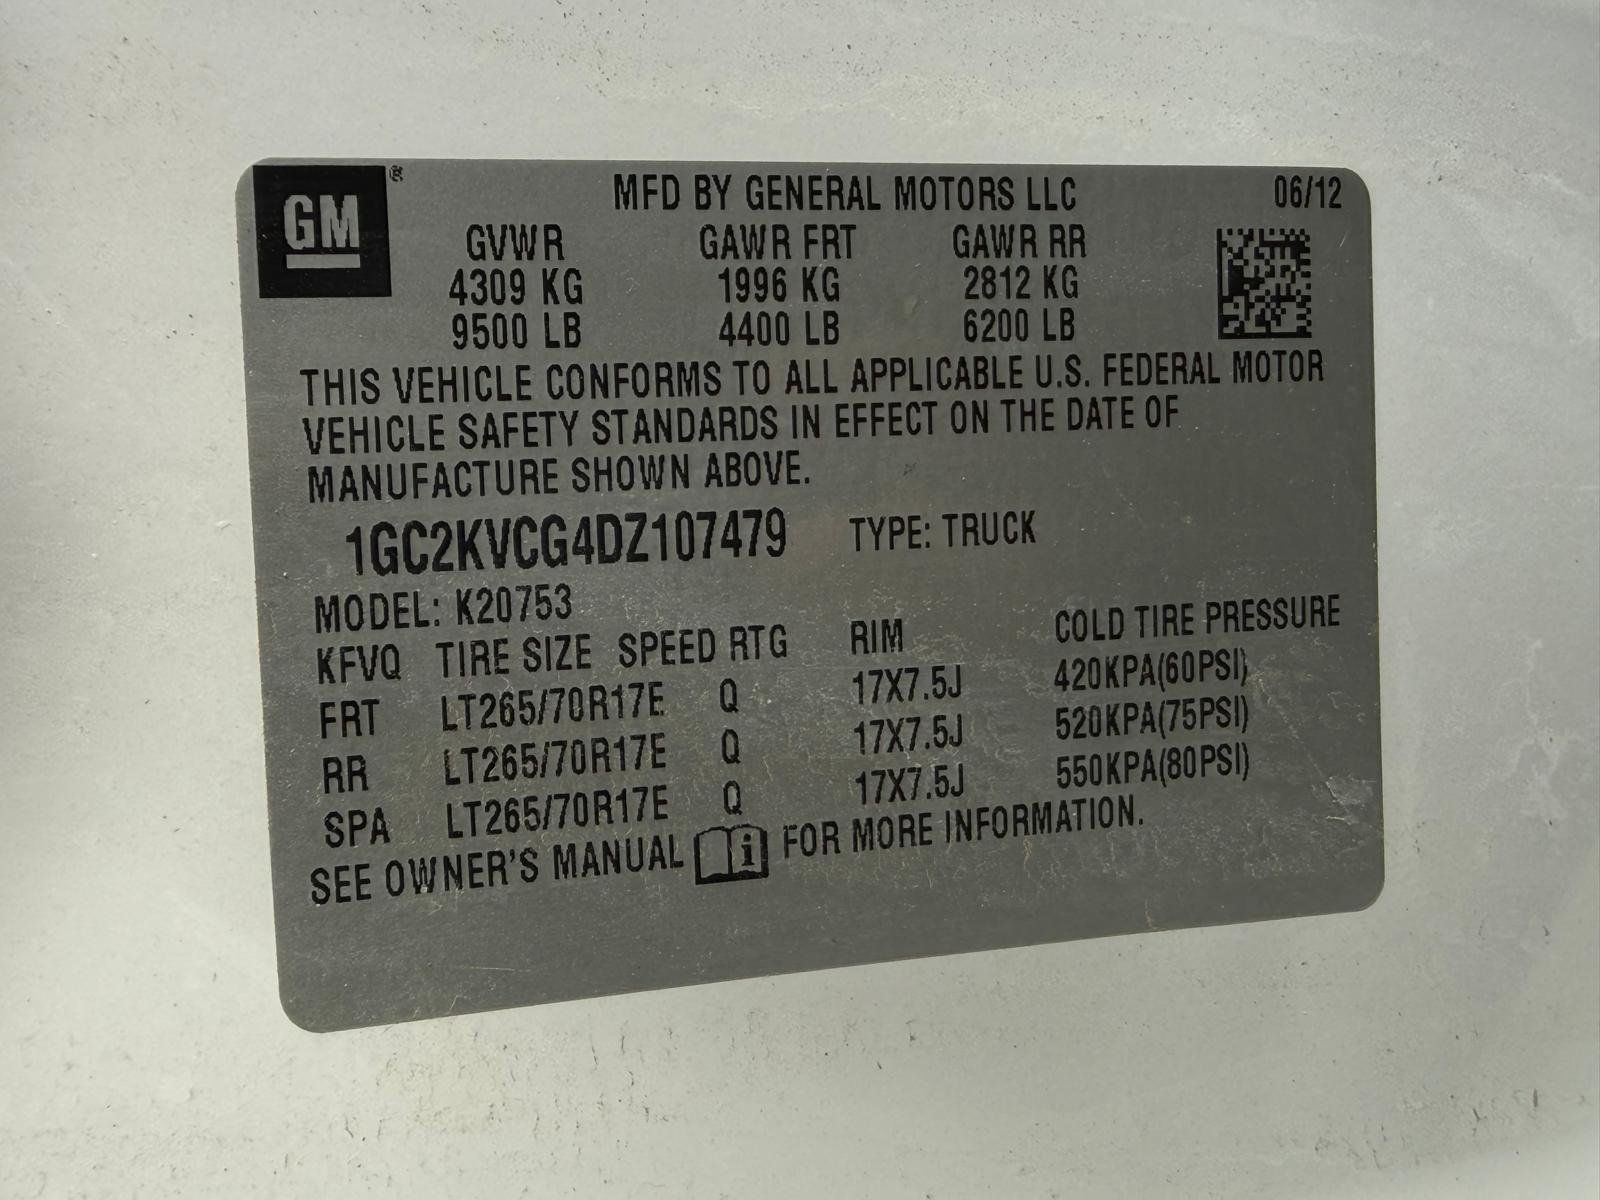 GM ®
MFD BY GENERAL MOTORS LLC 06/12
GVWR GAWR FRT GAWR RR
4309 KG 1996 KG 2812 KG
9500 LB 4400 LB 6200 LB
THIS VEHICLE CONFORMS TO ALL APPLICABLE U.S. FEDERAL MOTOR
VEHICLE SAFETY STANDARDS IN EFFECT ON THE DATE OF
MANUFACTURE SHOWN ABOVE.
1GC2KVCG4DZ107479 TYPE: TRUCK
MODEL: K20753
KFVQ TIRE SIZE SPEED RTG RIM COLD TIRE PRESSURE
FRT LT265/70R17E Q 17X7.5J 420KPA(60PSI)
RR LT265/70R17E Q 17X7.5J 520KPA(75PSI)
SPA LT265/70R17E Q 17X7.5J 550KPA(80PSI)
SEE OWNER'S MANUAL i FOR MORE INFORMATION.